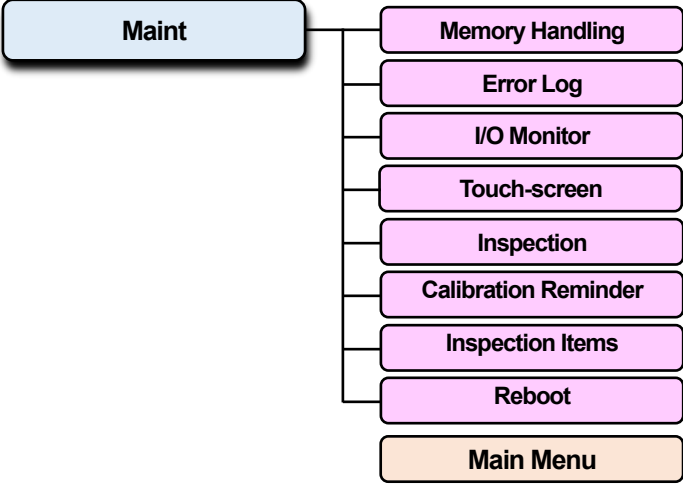 Maint
Memory Handling
Error Log
I/O Monitor
Touch-screen
Inspection
Calibration Reminder
Inspection Items
Reboot
Main Menu